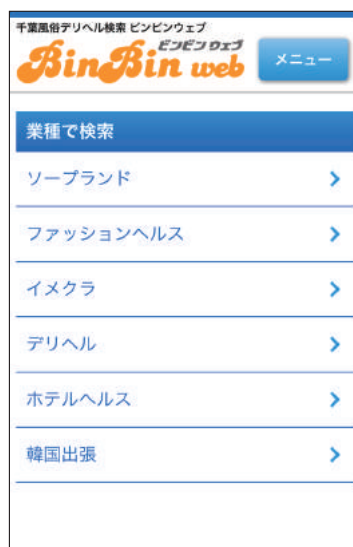 千葉風俗デリヘル検索 ビンビンウェブ
ビンビンウェブ
BinBin web
メニュー
業種で検索
ソープランド
ファッションヘルス
イメクラ
デリヘル
ホテルヘルス
韓国出張